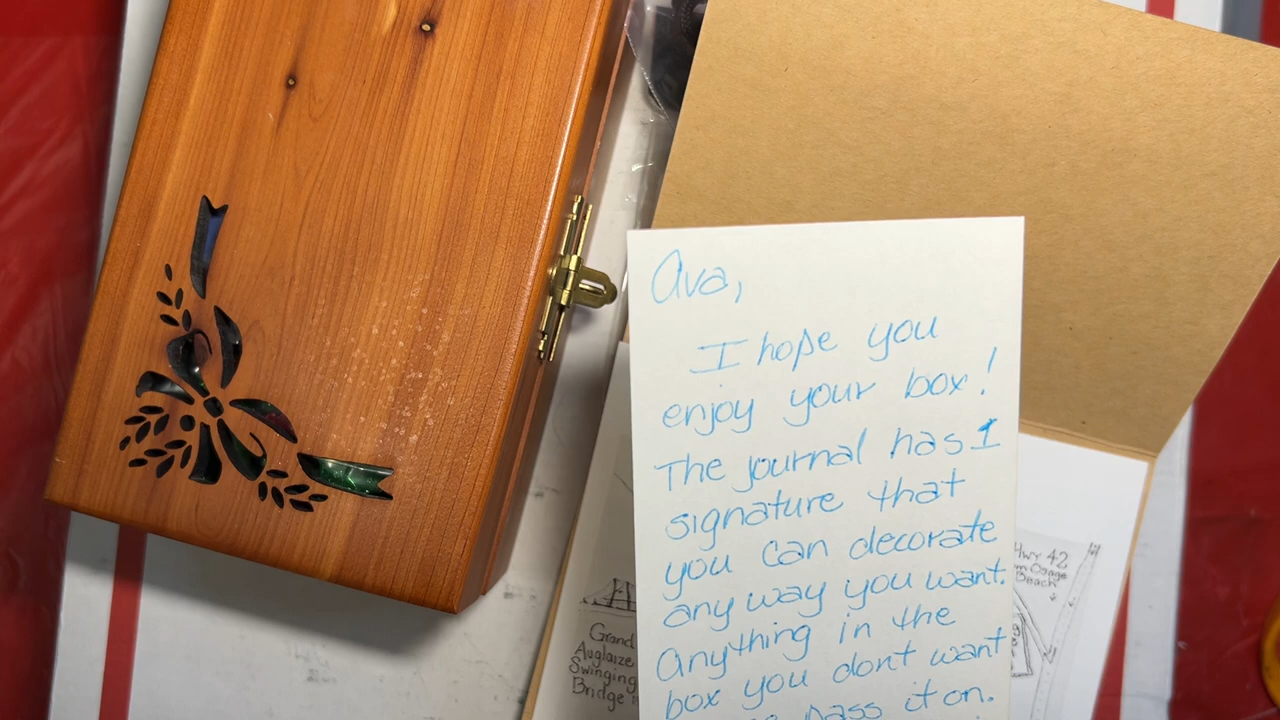 Ava,
I hope you
enjoy your box!
The journal has 1
signature that
you can decorate
any way you want.
Anything in the
box you dont want
pass it on.
Hwy 42
Osage
Beach
Grand
Auglaize
Swinging
Bridge